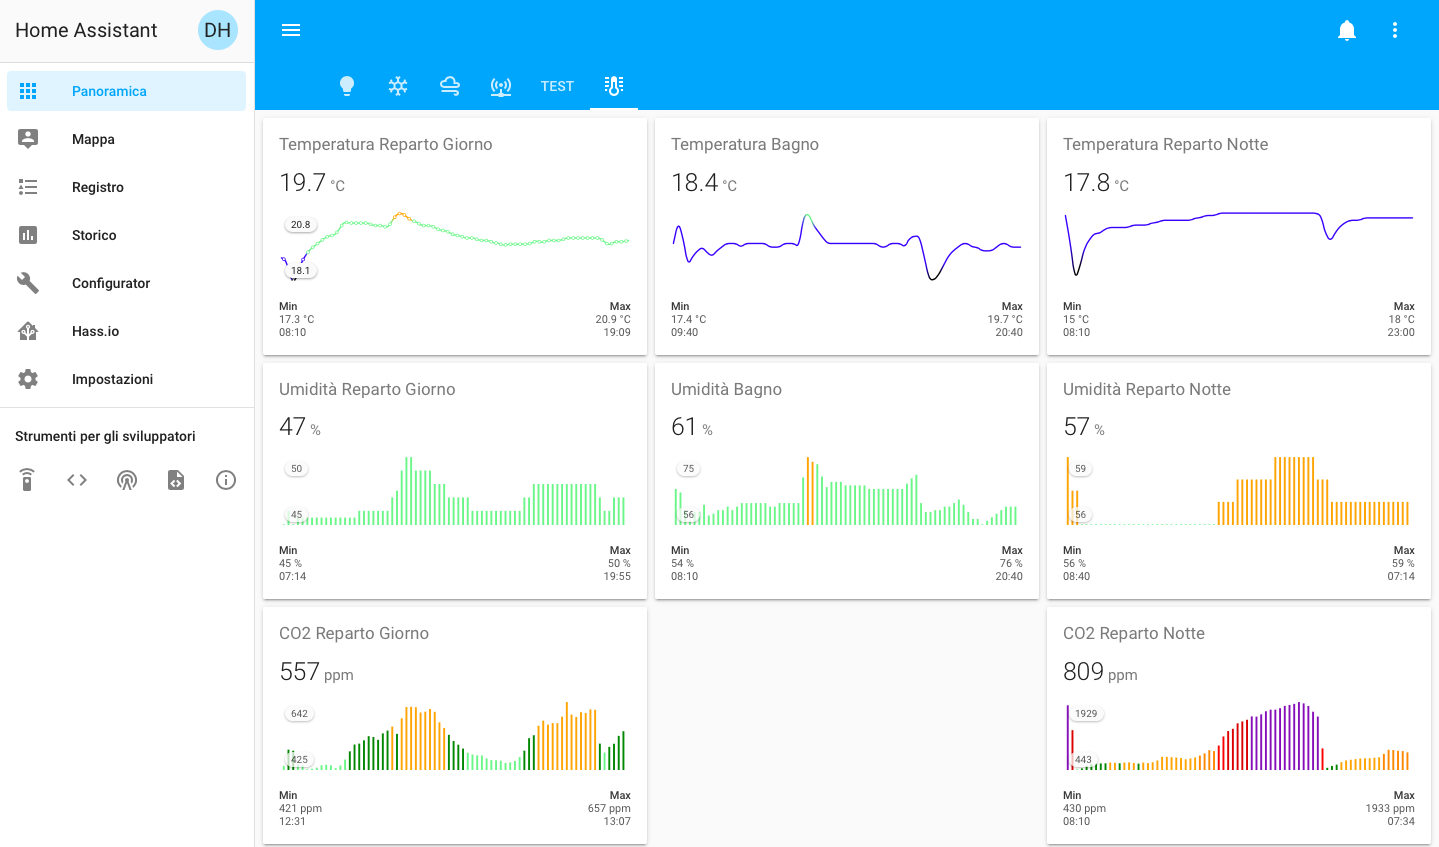 Home Assistant
DH
Panoramica
Mappa
Registro
Storico
Configurator
Hass.io
Impostazioni
Strumenti per gli sviluppatori
TEST
Temperatura Reparto Giorno
19.7 °C
20.8
18.1
Min Max
17.3 °C 20.9 °C
08:10 19:09
Temperatura Bagno
18.4 °C
Min Max
17.4 °C 19.7 °C
09:40 20:40
Temperatura Reparto Notte
17.8 °C
Min Max
15 °C 18 °C
08:10 23:00
Umidità Reparto Giorno
47 %
50
45
Min Max
45 % 50 %
07:14 19:55
Umidità Bagno
61 %
75
56
Min Max
54 % 76 %
08:10 20:40
Umidità Reparto Notte
57 %
59
56
Min Max
56 % 59 %
08:40 07:14
CO2 Reparto Giorno
557 ppm
642
425
Min Max
421 ppm 657 ppm
12:31 13:07
CO2 Reparto Notte
809 ppm
1929
443
Min Max
430 ppm 1933 ppm
08:10 07:34